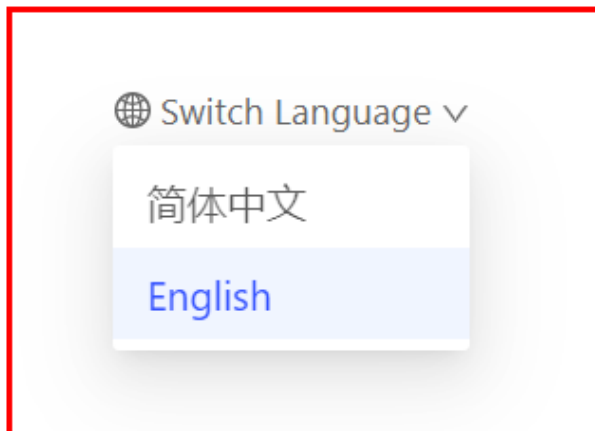 Switch Language
简体中文
English